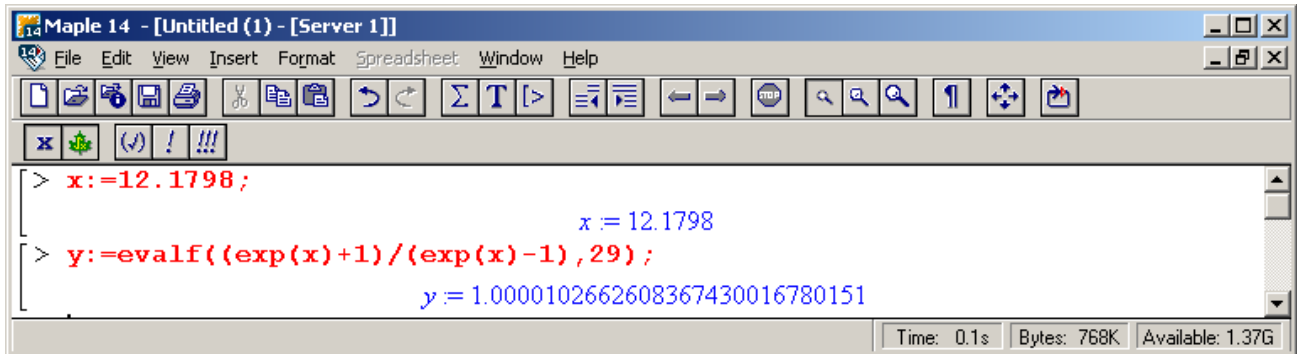 Maple 14 - [Untitled (1) - [Server 1]]
File Edit View Insert Format Spreadsheet Window Help
Σ T [> STOP ¶
x (√) ! !!!
[> x:=12.1798;
x := 12.1798
[> y:=evalf((exp(x)+1)/(exp(x)-1),29);
y := 1.0000102662608367430016780151
Time: 0.1s Bytes: 768K Available: 1.37G